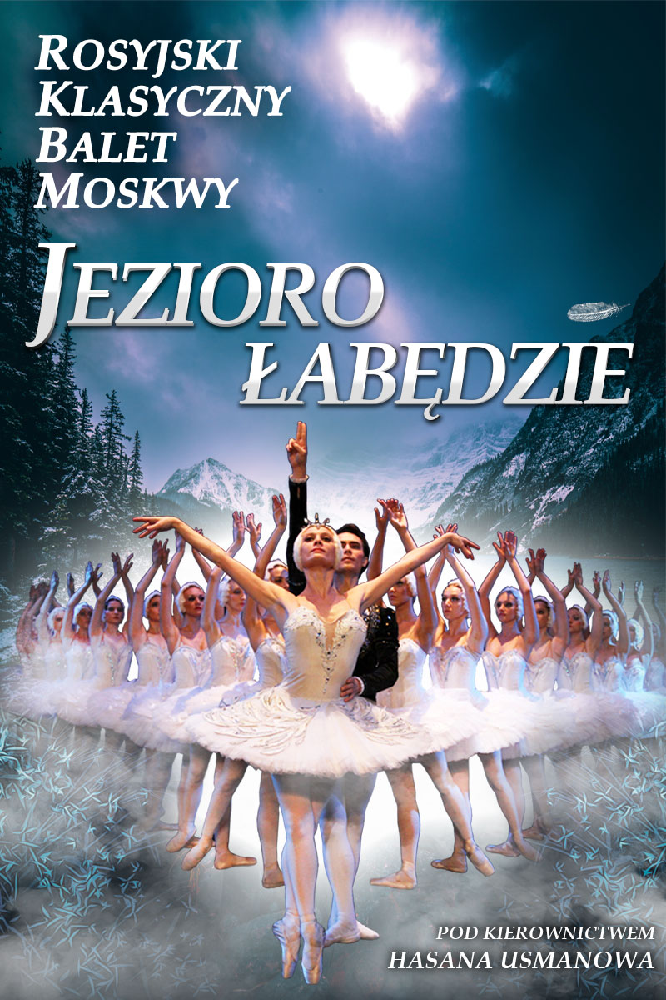 Rosyjski
Klasyczny
Balet
Moskwy
Jezioro
Łabędzie
POD KIEROWNICTWEM
HASANA USMANOWA